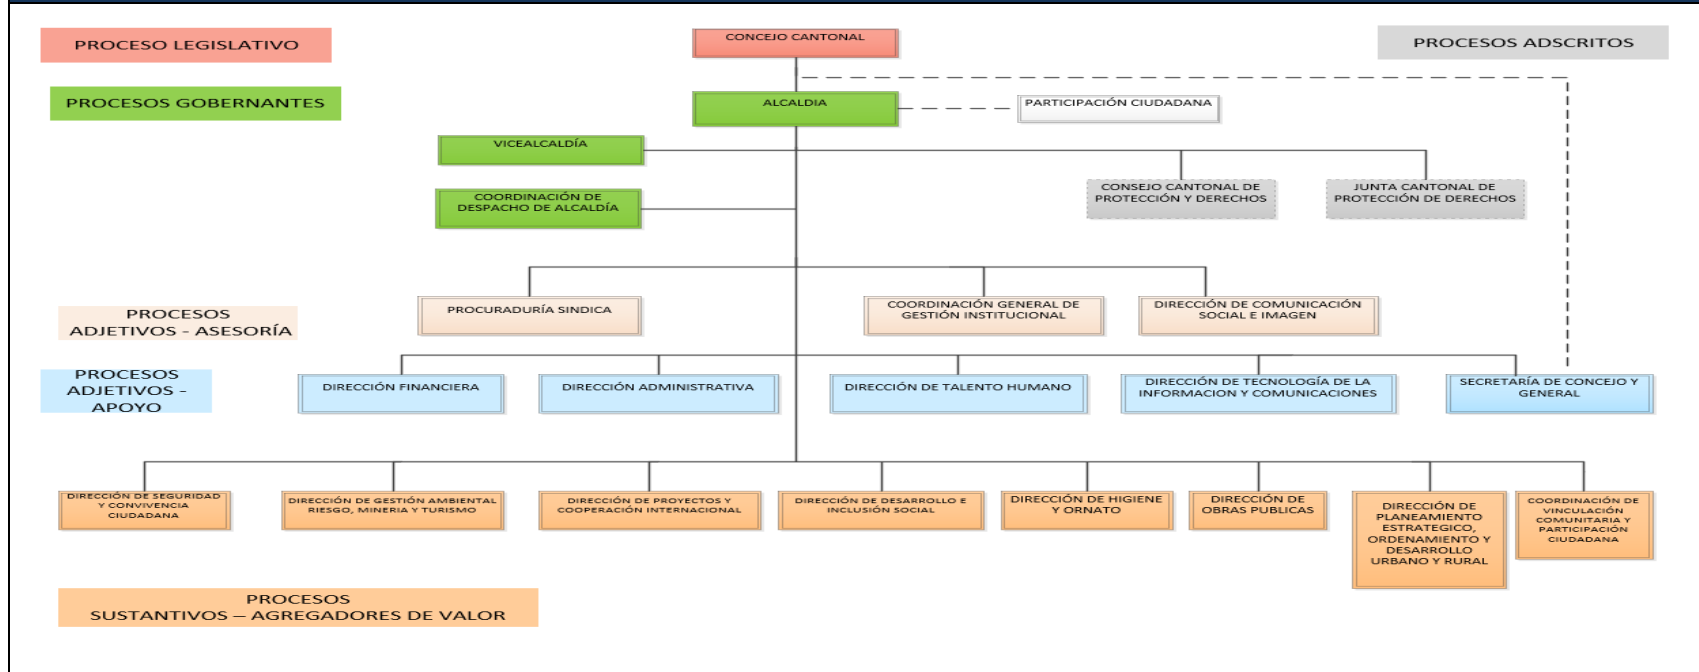 PROCESO LEGISLATIVO
CONCEJO CANTONAL
PROCESOS ADSCRITOS
PROCESOS GOBERNANTES
ALCALDIA
PARTICIPACIÓN CIUDADANA
VICEALCALDÍA
COORDINACIÓN DE
DESPACHO DE ALCALDÍA
CONSEJO CANTONAL DE
PROTECCIÓN Y DERECHOS
JUNTA CANTONAL DE
PROTECCIÓN DE DERECHOS
PROCESOS
ADJETIVOS - ASESORÍA
PROCURADURÍA SINDICA
COORDINACIÓN GENERAL DE
GESTIÓN INSTITUCIONAL
DIRECCIÓN DE COMUNICACIÓN
SOCIAL E IMAGEN
PROCESOS
ADJETIVOS -
APOYO
DIRECCIÓN FINANCIERA
DIRECCIÓN ADMINISTRATIVA
DIRECCIÓN DE TALENTO HUMANO
DIRECCIÓN DE TECNOLOGÍA DE LA
INFORMACION Y COMUNICACIONES
SECRETARÍA DE CONCEJO Y
GENERAL
DIRECCIÓN DE SEGURIDAD
Y CONVIVENCIA
CIUDADANA
DIRECCIÓN DE GESTIÓN AMBIENTAL
RIESGO, MINERIA Y TURISMO
DIRECCIÓN DE PROYECTOS Y
COOPERACIÓN INTERNACIONAL
DIRECCIÓN DE DESARROLLO E
INCLUSIÓN SOCIAL
DIRECCIÓN DE HIGIENE
Y ORNATO
DIRECCIÓN DE
OBRAS PUBLICAS
DIRECCIÓN DE
PLANEAMIENTO
ESTRATEGICO,
ORDENAMIENTO Y
DESARROLLO
URBANO Y RURAL
COORDINACIÓN DE
VINCULACIÓN
COMUNITARIA Y
PARTICIPACIÓN
CIUDADANA
PROCESOS
SUSTANTIVOS – AGREGADORES DE VALOR